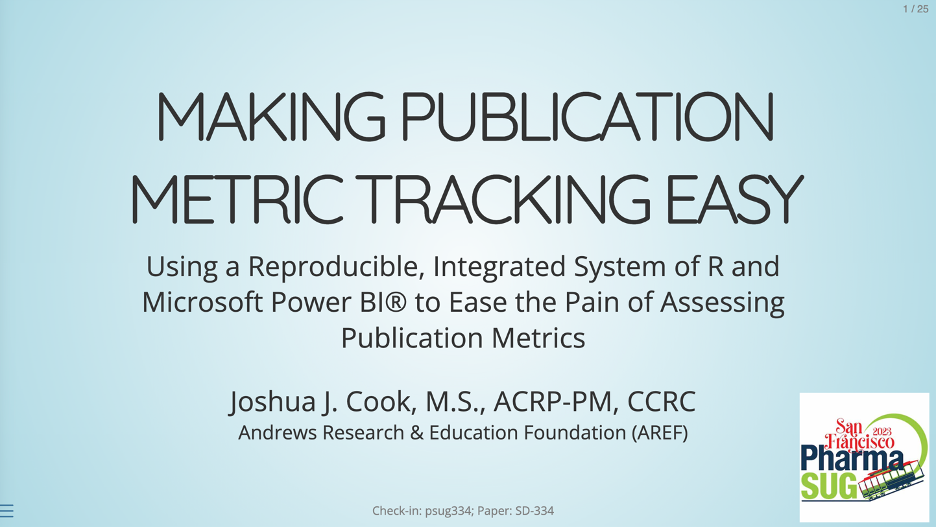 1 / 25
MAKING PUBLICATION
METRIC TRACKING EASY
Using a Reproducible, Integrated System of R and
Microsoft Power BI® to Ease the Pain of Assessing
Publication Metrics
Joshua J. Cook, M.S., ACRP-PM, CCRC
Andrews Research & Education Foundation (AREF)
San
Francisco
2023
Pharma
SUG
Check-in: psug334; Paper: SD-334